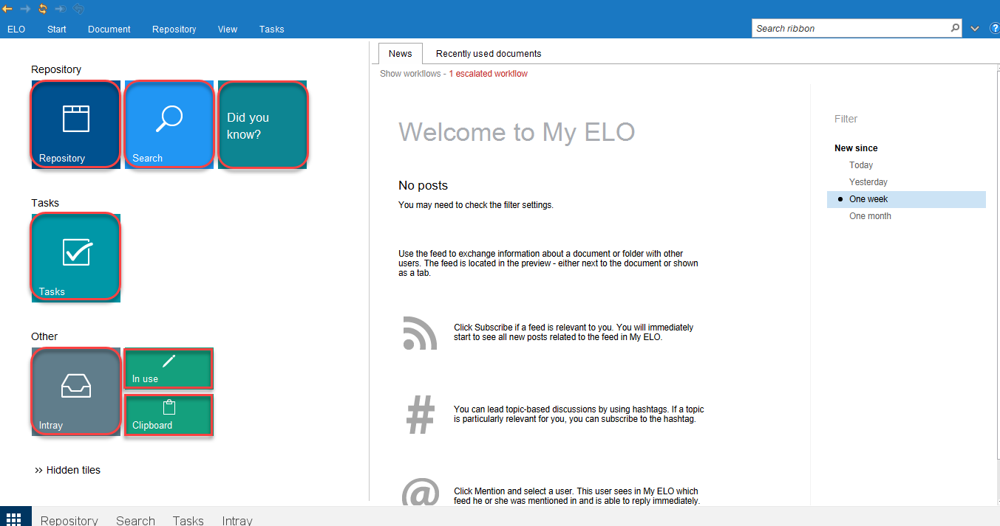 ELO Start Document Repository View Tasks
Search ribbon
?
Repository
Repository
Search
Did you
know?
Tasks
Tasks
Other
Intray
In use
Clipboard
>> Hidden tiles
News Recently used documents
Show workflows - 1 escalated workflow
Welcome to My ELO
No posts
You may need to check the filter settings.
Use the feed to exchange information about a document or folder with other
users. The feed is located in the preview - either next to the document or shown
as a tab.
Click Subscribe if a feed is relevant to you. You will immediately
start to see all new posts related to the feed in My ELO.
#
You can lead topic-based discussions by using hashtags. If a topic
is particularly relevant for you, you can subscribe to the hashtag.
@
Click Mention and select a user. This user sees in My ELO which
feed he or she was mentioned in and is able to reply immediately.
Filter
New since
Today
Yesterday
One week
One month
Repository Search Tasks Intray